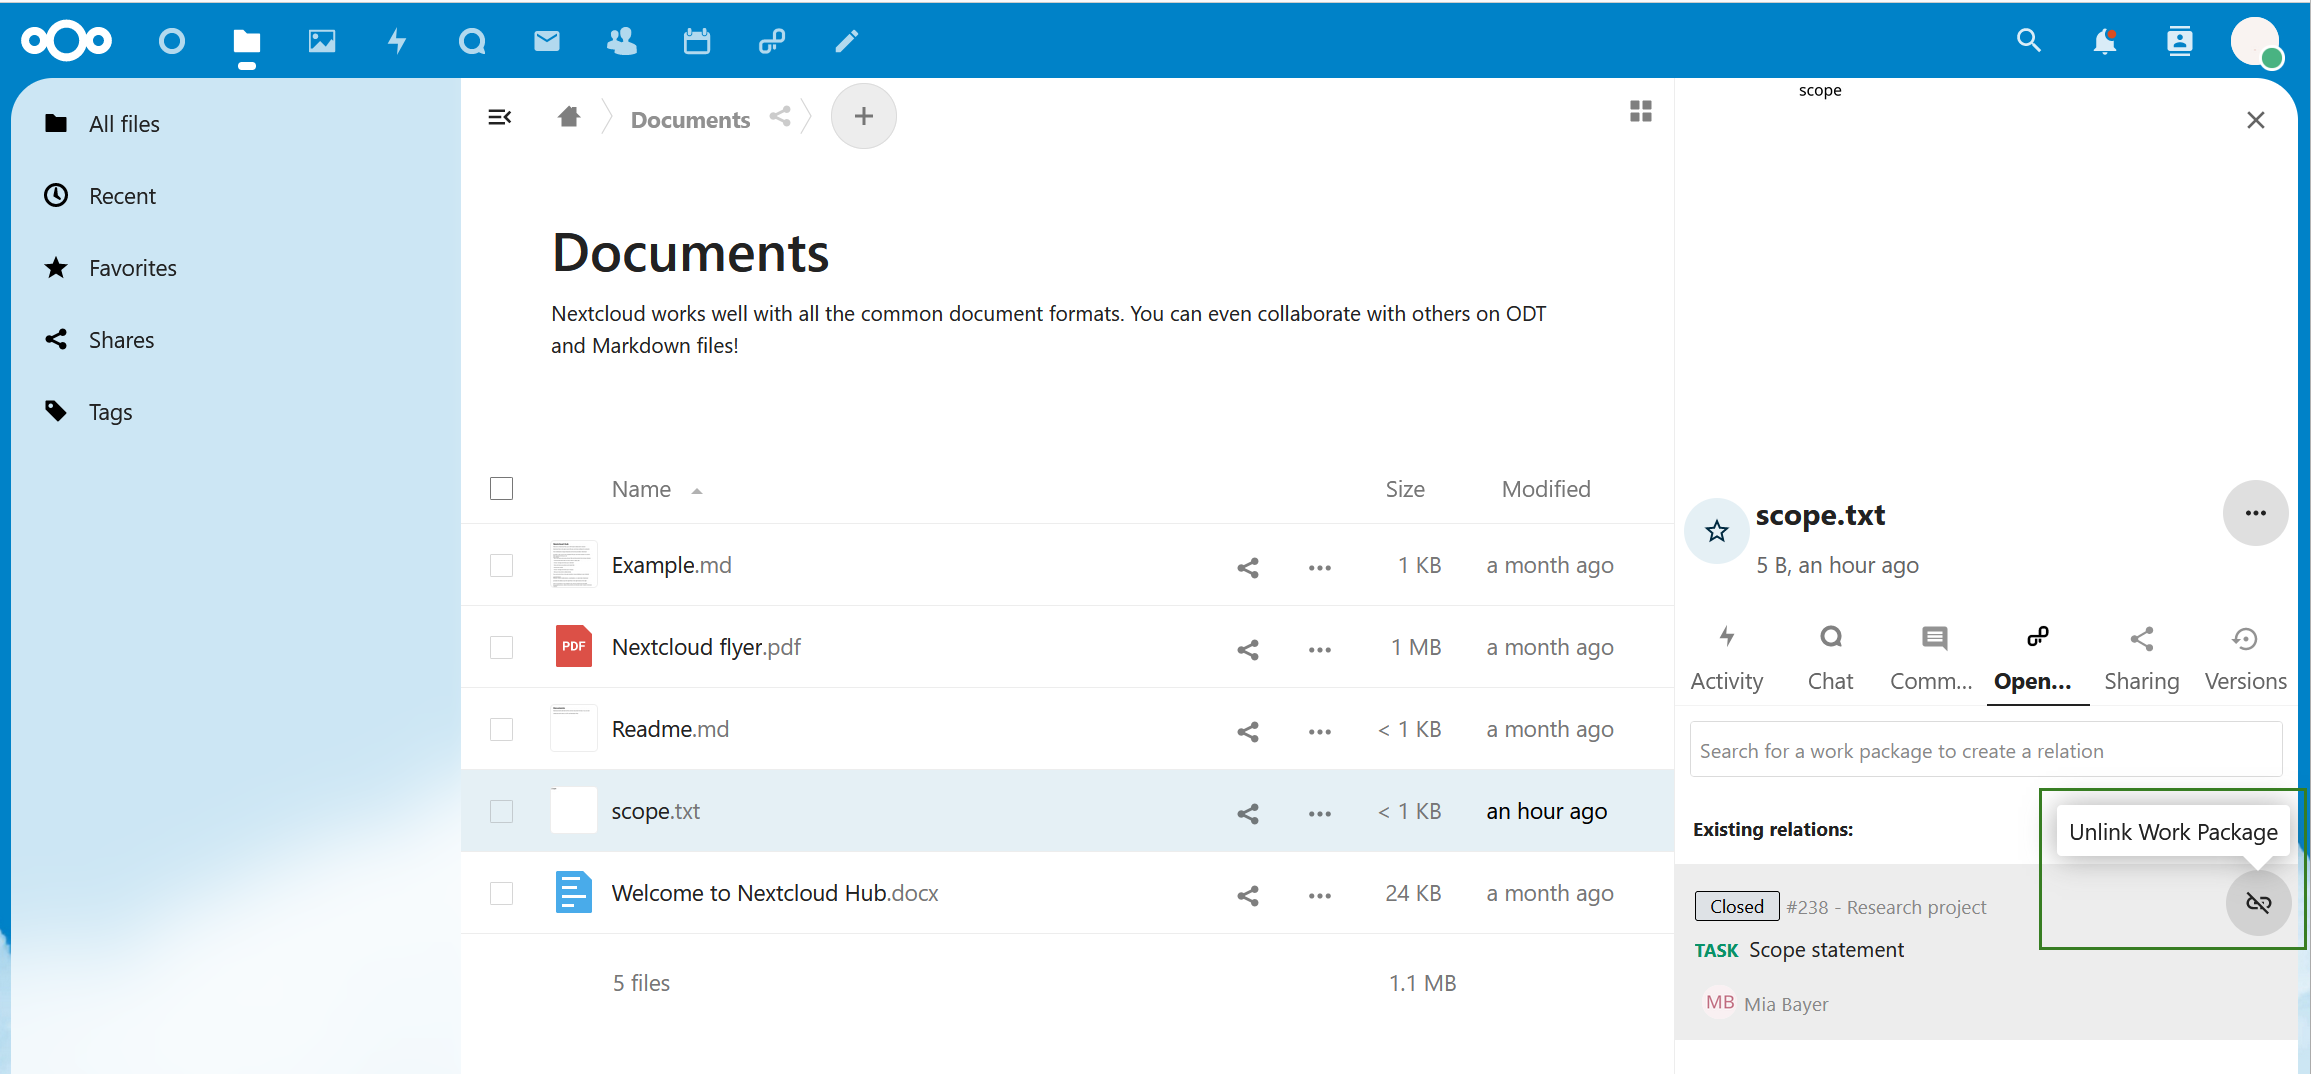 All files
Recent
Favorites
Shares
Tags
Documents
Documents
Nextcloud works well with all the common document formats. You can even collaborate with others on ODT
and Markdown files!
Name Size Modified
Example.md 1 KB a month ago
PDF Nextcloud flyer.pdf 1 MB a month ago
Readme.md < 1 KB a month ago
scope.txt < 1 KB an hour ago
Welcome to Nextcloud Hub.docx 24 KB a month ago
5 files 1.1 MB
scope
scope.txt
5 B, an hour ago
Activity Chat Comm... Open... Sharing Versions
Search for a work package to create a relation
Existing relations:
Unlink Work Package
Closed #238 - Research project
TASK Scope statement
MB Mia Bayer